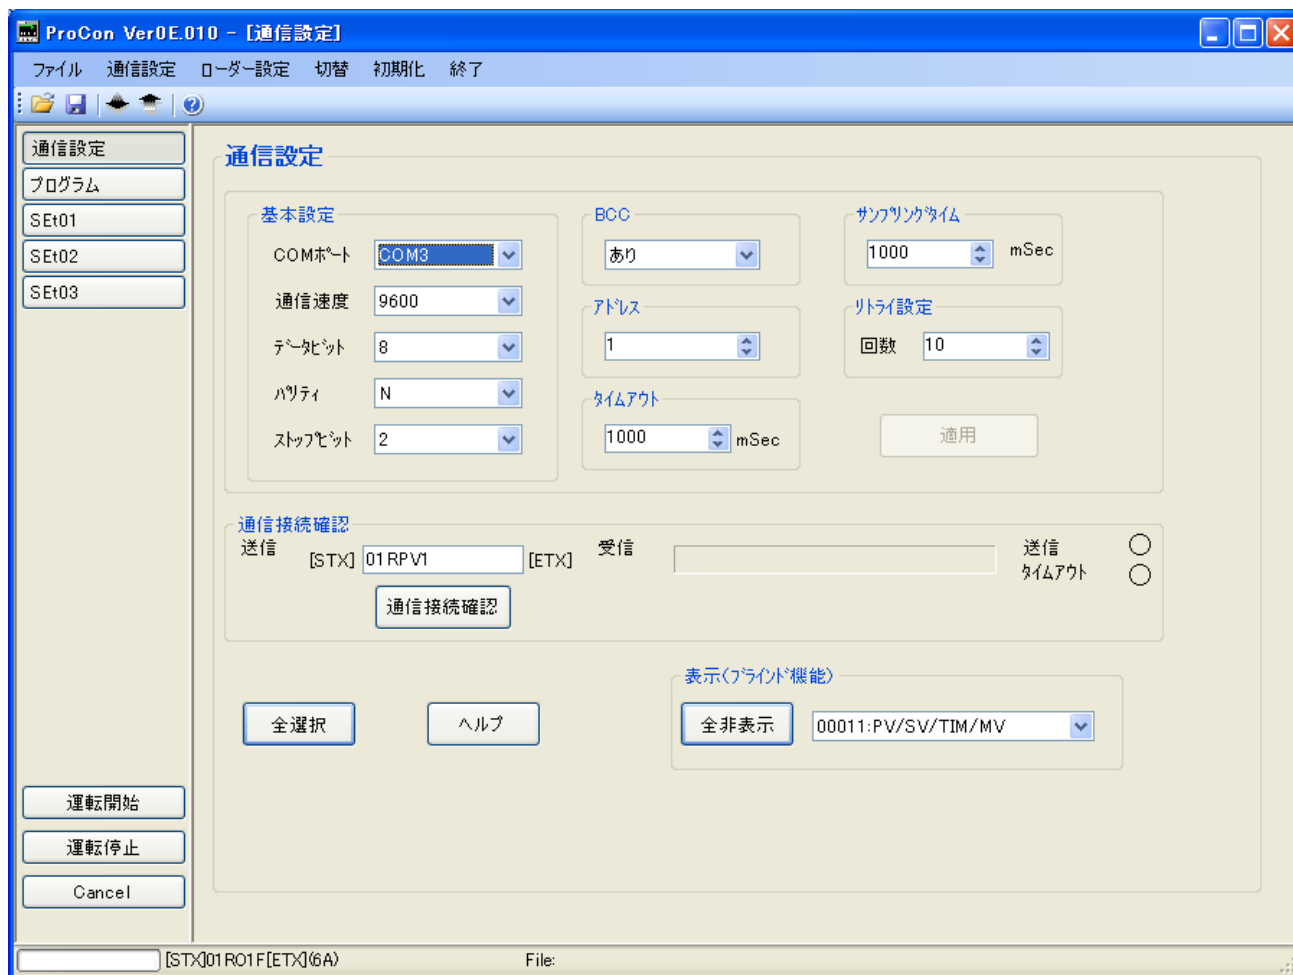 ProCon Ver0E.010 - [通信設定]
ファイル 通信設定 ローダー設定 切替 初期化 終了
通信設定
プログラム
SEt01
SEt02
SEt03
運転開始
運転停止
Cancel
通信設定
基本設定
COMﾎﾟｰﾄ COM3
通信速度 9600
ﾃﾞｰﾀﾋﾞｯﾄ 8
ﾊﾟﾘﾃｨ N
ｽﾄｯﾌﾟﾋﾞｯﾄ 2
BCC
あり
ｱﾄﾞﾚｽ
1
ﾀｲﾑｱｳﾄ
1000 mSec
ｻﾝﾌﾟﾘﾝｸﾞﾀｲﾑ
1000 mSec
ﾘﾄﾗｲ設定
回数 10
適用
通信接続確認
送信 [STX] 01RPV1 [ETX] 受信 送信
ﾀｲﾑｱｳﾄ
通信接続確認
全選択 ヘルプ
表示(ﾌﾞﾗｲﾝﾄﾞ機能)
全非表示 00011:PV/SV/TIM/MV
[STX]01RO1F[ETX](6A) File: